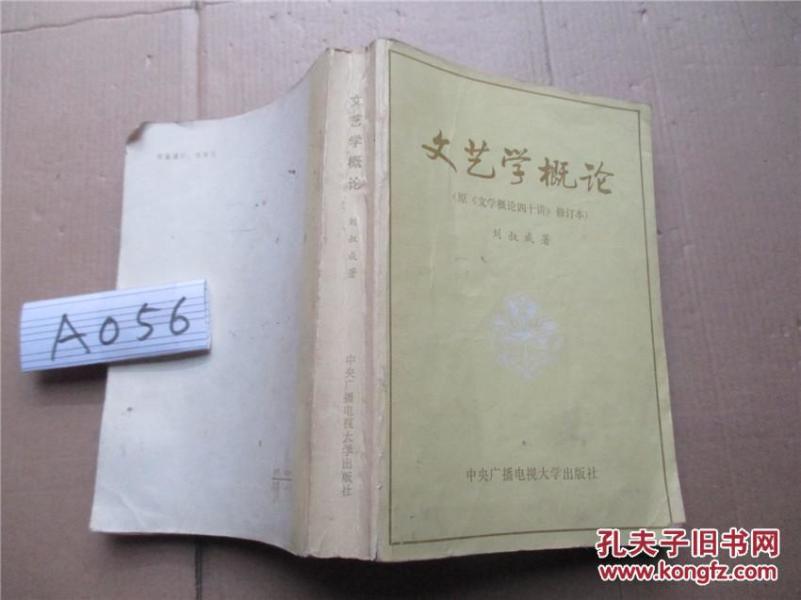 文艺学概论
（原《文学概论四十讲》修订本）
刘叔成著
中央广播电视大学出版社
文艺学概论
刘叔成著
中央广播电视大学出版社
A056
孔夫子旧书网
www.kongfz.com